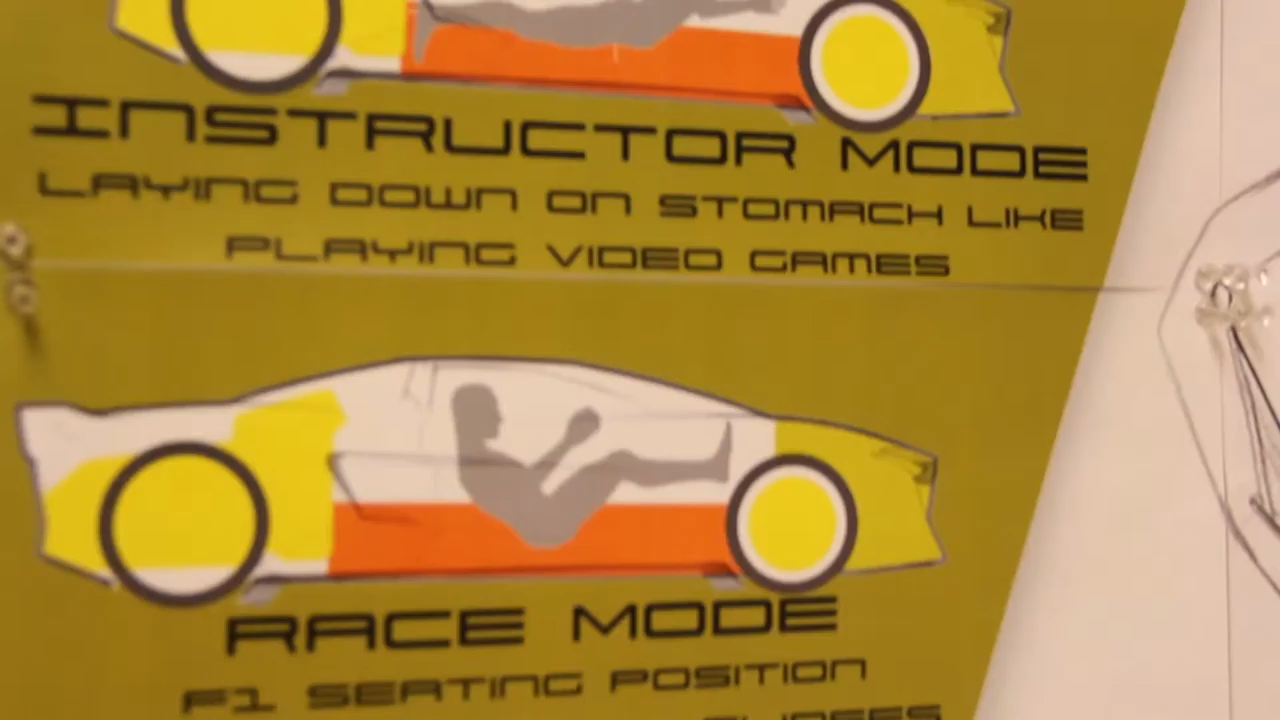 INSTRUCTOR MODE
LAYING DOWN ON STOMACH LIKE
PLAYING VIDEO GAMES
RACE MODE
F1 SEATING POSITION